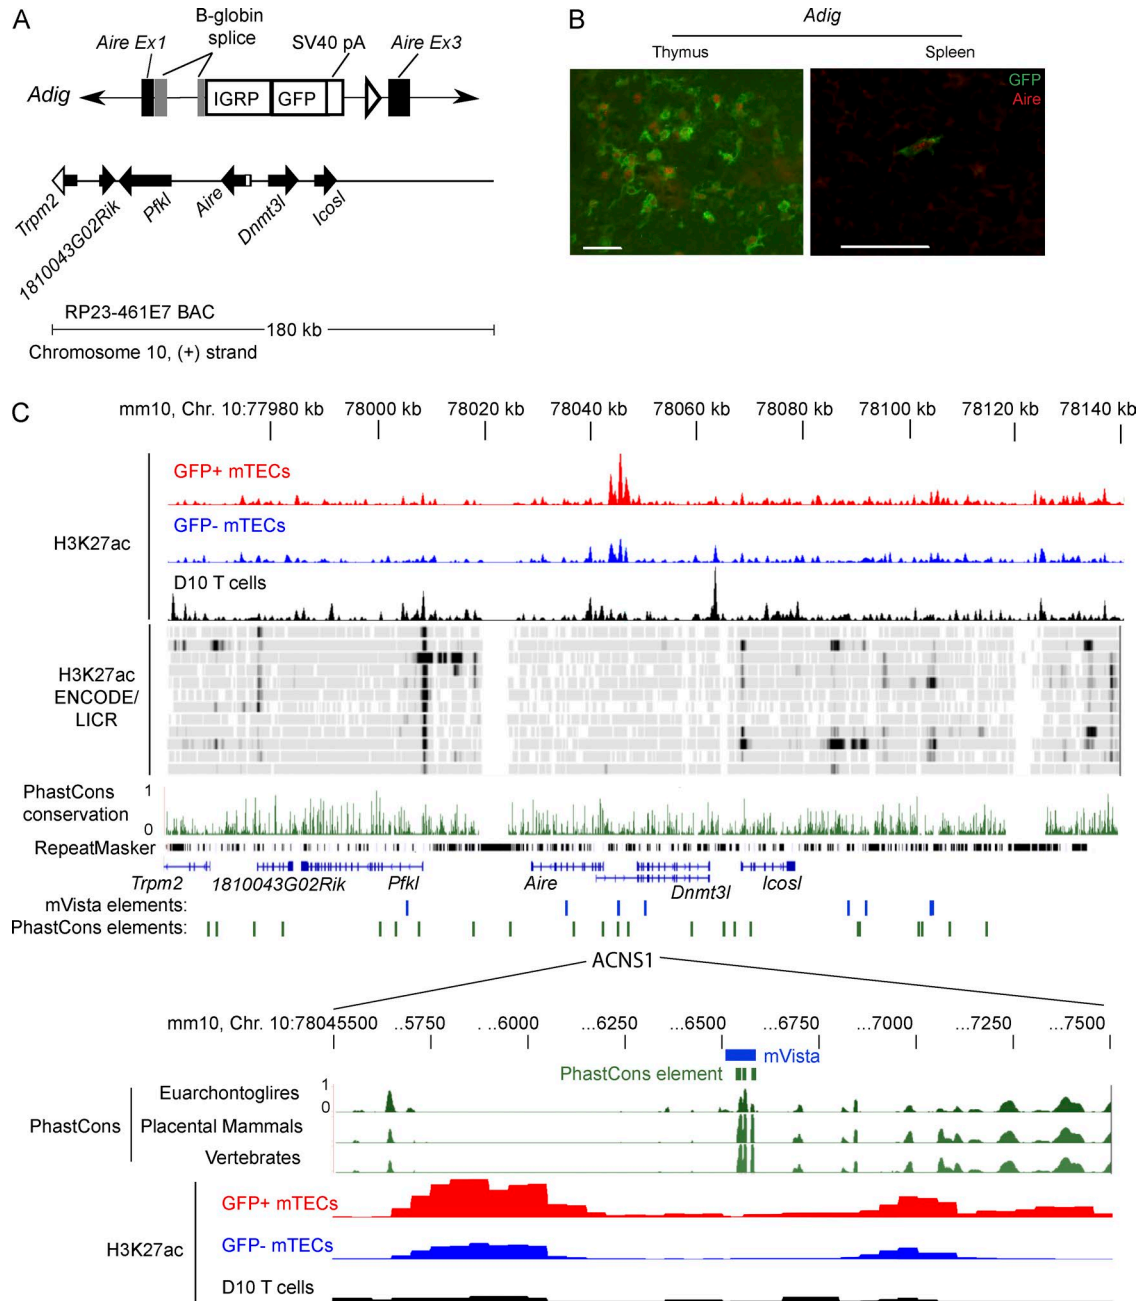 A
B-globin
splice
Aire Ex1
SV40 pA
Aire Ex3
Adig
IGRP
GFP
Trpm2
1810043G02Rik
Pfkl
Aire
Dnmt3l
Icosl
RP23-461E7 BAC
180 kb
Chromosome 10, (+) strand
B
Adig
Thymus
Spleen
GFP
Aire
C
mm10, Chr. 10:77980 kb 78000 kb 78020 kb 78040 kb 78060 kb 78080 kb 78100 kb 78120 kb 78140 kb
GFP+ mTECs
GFP- mTECs
H3K27ac
D10 T cells
H3K27ac
ENCODE/
LICR
PhastCons
conservation
1
0
RepeatMasker
Trpm2 1810043G02Rik Pfkl Aire Dnmt3l Icosl
mVista elements:
PhastCons elements:
ACNS1
mm10, Chr. 10:78045500 ..5750 . ..6000 ...6250 ...6500 ...6750 ...7000 ...7250 ...7500
mVista
PhastCons element
1
0
Euarchontoglires
PhastCons
Placental Mammals
Vertebrates
GFP+ mTECs
H3K27ac
GFP- mTECs
D10 T cells